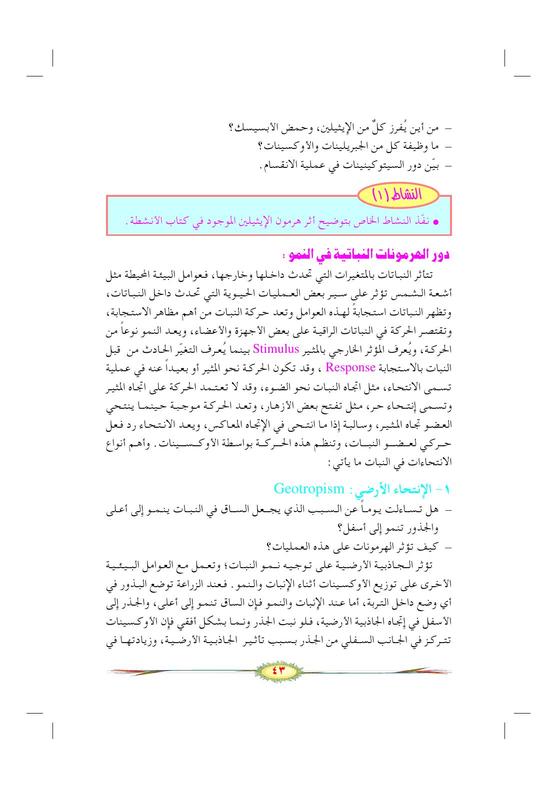 – من أين يُفرز كلٌ من الإيثيلين، وحمض الأبسيسك؟
– ما وظيفة كل من الجبريلينات والأوكسينات؟
– بيّن دور السيتوكينينات في عملية الانقسام.
النشاط (١)
• نفّذ النشاط الخاص بتوضيح أثر هرمون الإيثيلين الموجود في كتاب الأنشطة.
دور الهرمونات النباتية في النمو :
تتأثر النباتات بالمتغيرات التي تحدث داخلها وخارجها، فعوامل البيئة المحيطة مثل
أشعة الشمس تؤثر على سير بعض العمليات الحيوية التي تحدث داخل النباتات،
وتظهر النباتات استجابةً لهذه العوامل وتعد حركة النبات من أهم مظاهر الاستجابة،
وتقتصر الحركة في النباتات الراقية على بعض الأجهزة والأعضاء، ويعد النمو نوعاً من
الحركة، ويُعرف المؤثر الخارجي بالمثير Stimulus بينما يُعرف التغيّر الحادث من قبل
النبات بالاستجابة Response ، وقد تكون الحركة نحو المثير أو بعيداً عنه في عملية
تسمى الانتحاء، مثل اتجاه النبات نحو الضوء، وقد لا تعتمد الحركة على اتجاه المثير
وتسمى إنتحاء حر، مثل تفتح بعض الأزهار، وتعد الحركة موجبة حينما ينتحي
العضو تجاه المثير، وسالبة إذا ما انتحى في الإتجاه المعاكس، ويعد الانتحاء رد فعل
حركي لعضو النبات، وتنظم هذه الحركة بواسطة الأوكسينات. وأهم أنواع
الانتحاءات في النبات ما يأتي :
١- الإنتحاء الأرضي : Geotropism
– هل تساءلت يوماً عن السبب الذي يجعل الساق في النبات ينمو إلى أعلى
والجذور تنمو إلى أسفل؟
– كيف تؤثر الهرمونات على هذه العمليات؟
تؤثر الجاذبية الأرضية على توجيه نمو النبات؛ وتعمل مع العوامل البيئية
الأخرى على توزيع الأوكسينات أثناء الإنبات والنمو. فعند الزراعة توضع البذور في
أي وضع داخل التربة، أما عند الإنبات والنمو فإن الساق تنمو إلى أعلى، والجذر إلى
الأسفل في إتجاه الجاذبية الأرضية، فلو نبت الجذر ونما بشكل أفقي فإن الأوكسينات
تتركز في الجانب السفلي من الجذر بسبب تأثير الجاذبية الأرضية، وزيادتها في
٤٣